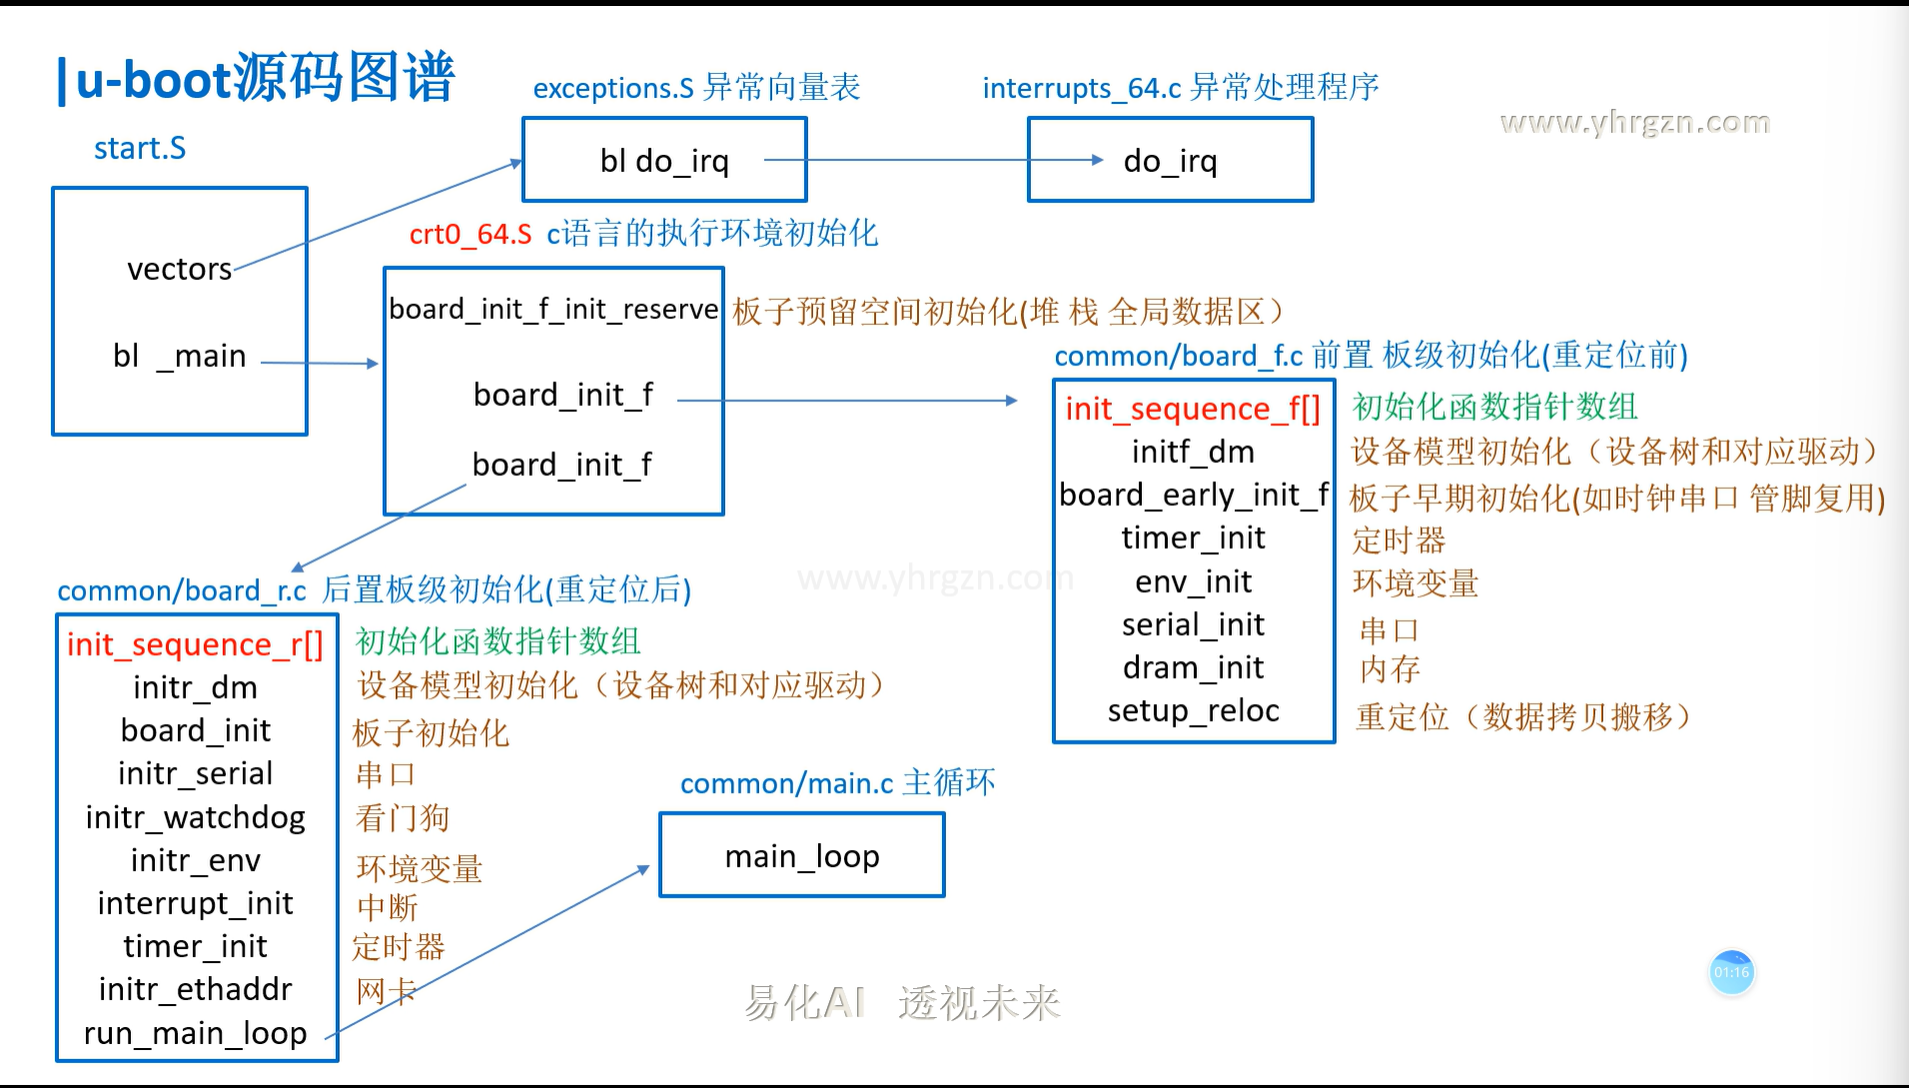 |u-boot源码图谱
exceptions.S 异常向量表
interrupts_64.c 异常处理程序
www.yhrgzn.com
start.S
bl do_irq
do_irq
vectors
bl _main
crt0_64.S c语言的执行环境初始化
board_init_f_init_reserve 板子预留空间初始化(堆 栈 全局数据区）
board_init_f
board_init_f
common/board_f.c 前置 板级初始化(重定位前)
init_sequence_f[] 初始化函数指针数组
initf_dm 设备模型初始化（设备树和对应驱动）
board_early_init_f 板子早期初始化(如时钟串口 管脚复用)
timer_init 定时器
env_init 环境变量
serial_init 串口
dram_init 内存
setup_reloc 重定位（数据拷贝搬移）
www.yhrgzn.com
common/board_r.c 后置板级初始化(重定位后)
init_sequence_r[] 初始化函数指针数组
initr_dm 设备模型初始化（设备树和对应驱动）
board_init 板子初始化
initr_serial 串口
initr_watchdog 看门狗
initr_env 环境变量
interrupt_init 中断
timer_init 定时器
initr_ethaddr 网卡
run_main_loop
common/main.c 主循环
main_loop
01:16
易化AI 透视未来